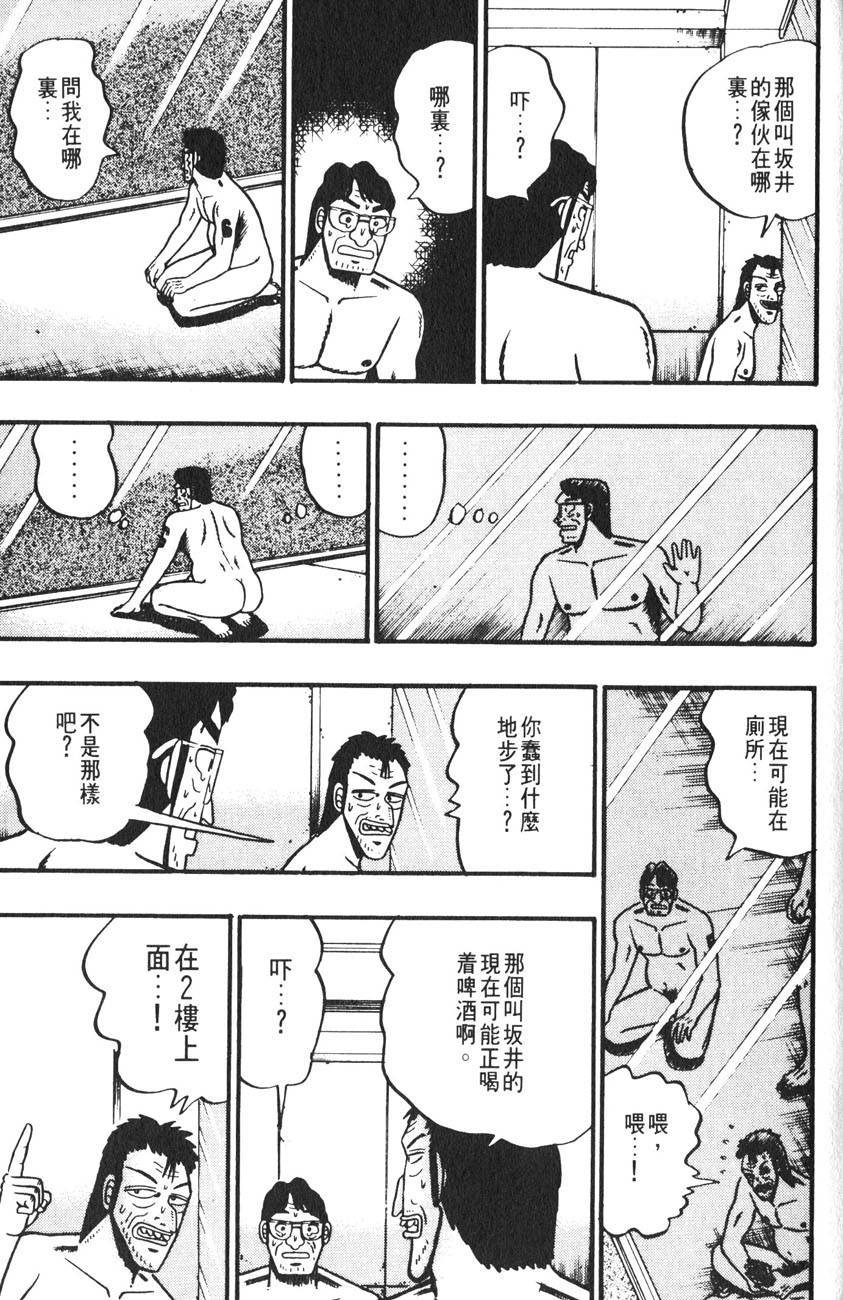 那個叫坂井
的傢伙在哪
裏…?
吓…?
哪裏…?
問我在哪
裏…
……
……
現在可能在
廁所…
喂，
喂…!
你蠢到什麼
地步了…?
不是那樣
吧?
那個叫坂井的
現在可能正喝
着啤酒啊。
吓…?
在2樓上
面…!